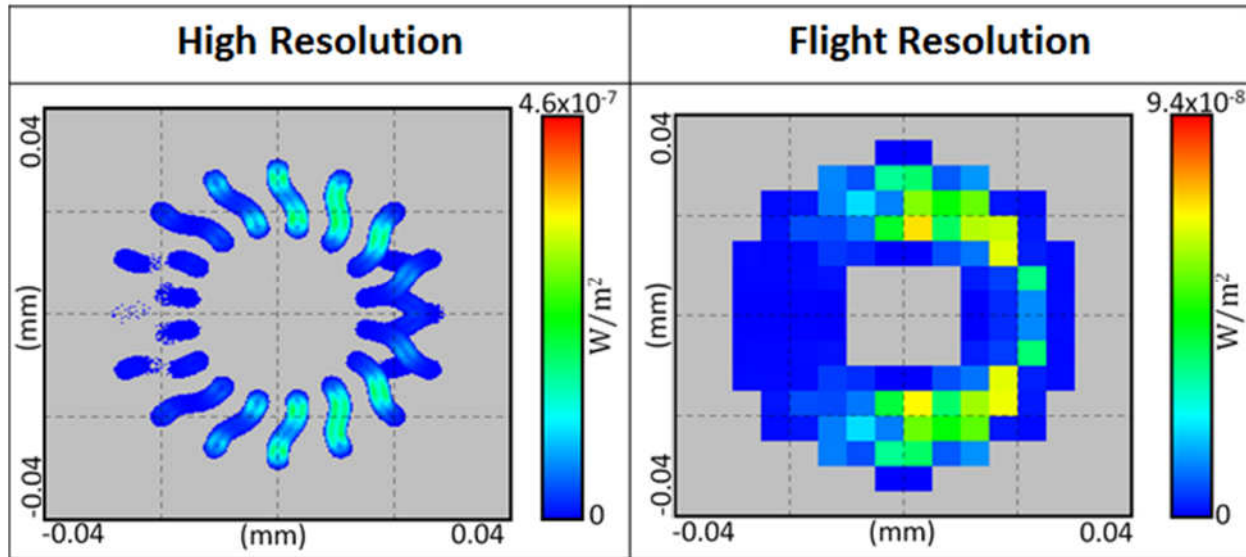 High Resolution
Flight Resolution
4.6x10⁻⁷
9.4x10⁻⁸
0.04
(mm)
-0.04
W/m²
0
-0.04
(mm)
0.04
0.04
(mm)
-0.04
W/m²
0
-0.04
(mm)
0.04